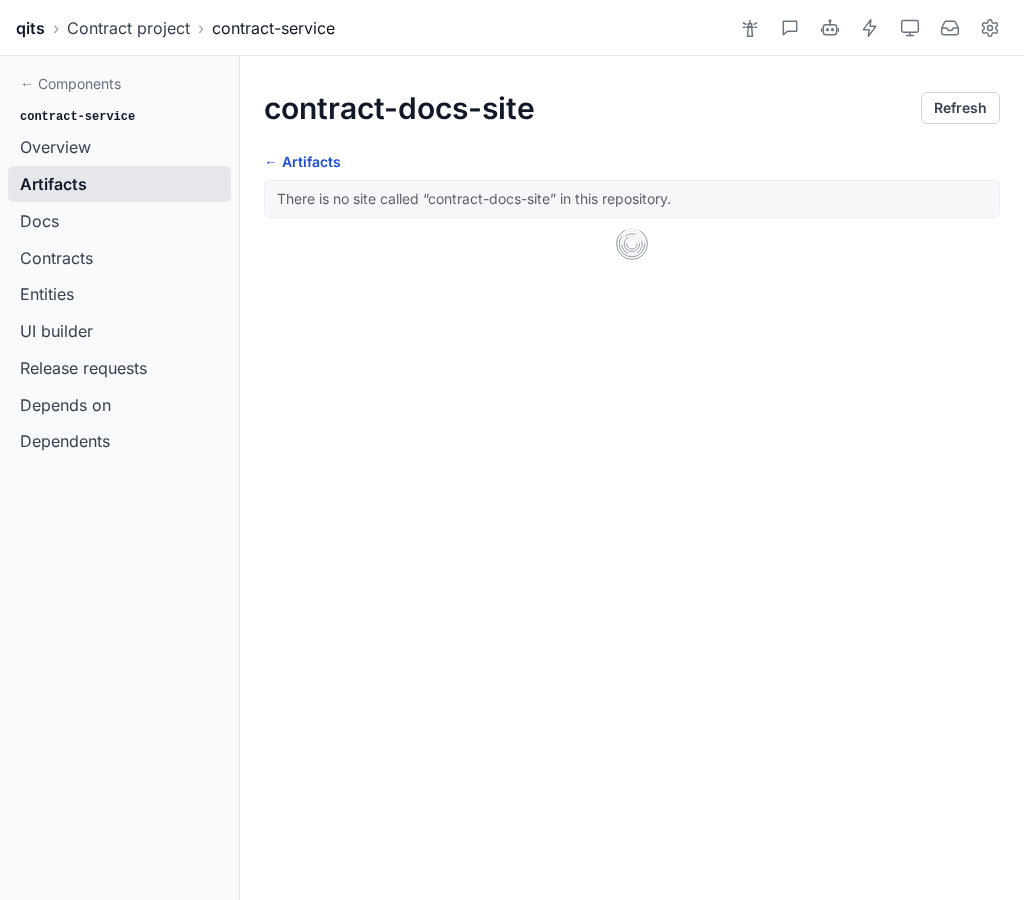 qits › Contract project › contract-service
← Components
contract-service
Overview
Artifacts
Docs
Contracts
Entities
UI builder
Release requests
Depends on
Dependents
contract-docs-site
Refresh
← Artifacts
There is no site called “contract-docs-site” in this repository.